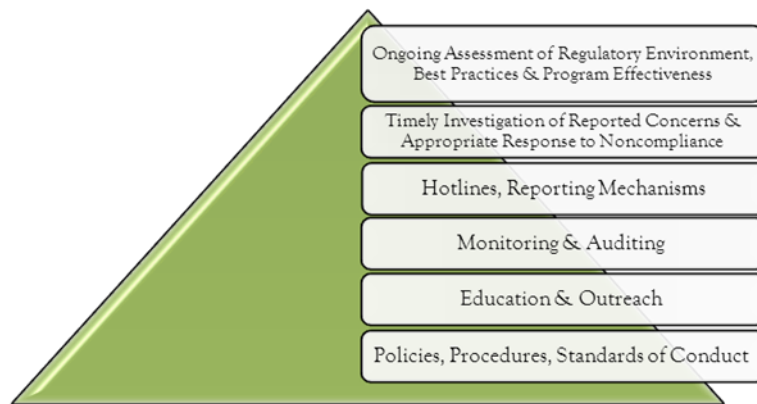 Ongoing Assessment of Regulatory Environment,
Best Practices & Program Effectiveness
Timely Investigation of Reported Concerns &
Appropriate Response to Noncompliance
Hotlines, Reporting Mechanisms
Monitoring & Auditing
Education & Outreach
Policies, Procedures, Standards of Conduct